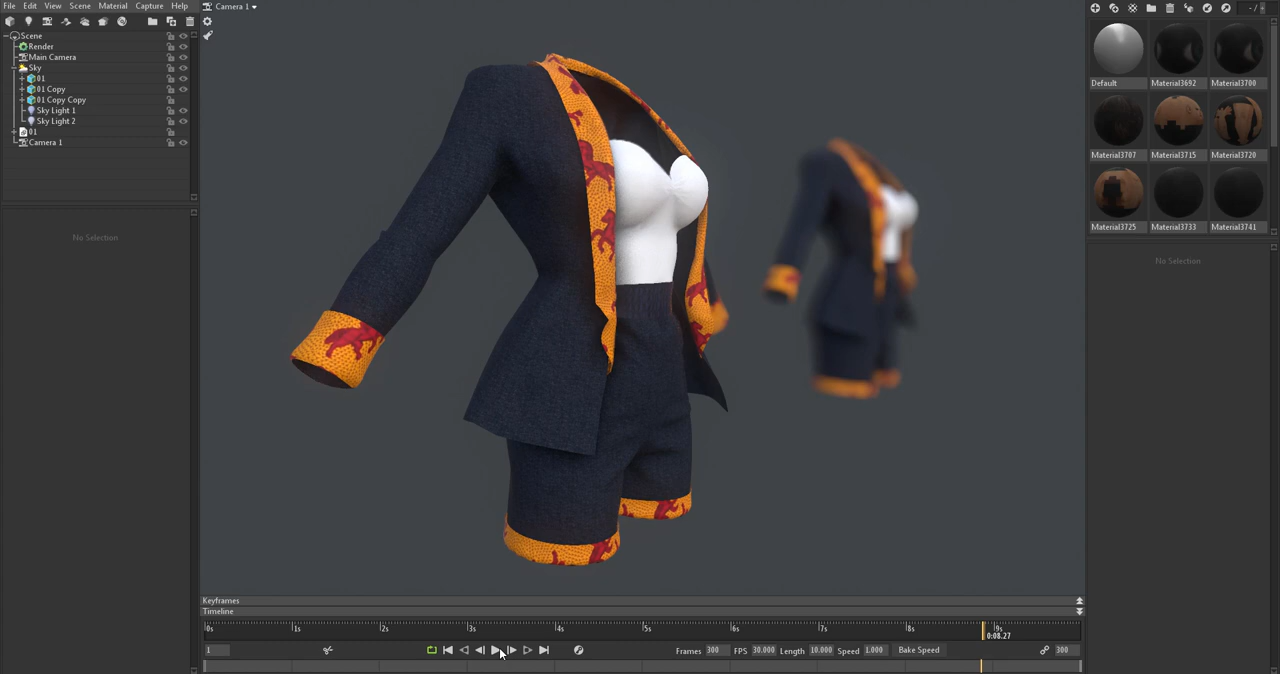 File Edit View Scene Material Capture Help
Camera 1
Scene
Render
Main Camera
Sky
01
01 Copy
01 Copy Copy
Sky Light 1
Sky Light 2
01
Camera 1
No Selection
- / -
Default Material3692 Material3700
Material3707 Material3715 Material3720
Material3725 Material3733 Material3741
No Selection
Keyframes
Timeline
0s 1s 2s 3s 4s 5s 6s 7s 8s 9s
0:08.27
1 Frames 300 FPS 30.000 Length 10.000 Speed 1.000 Bake Speed 300